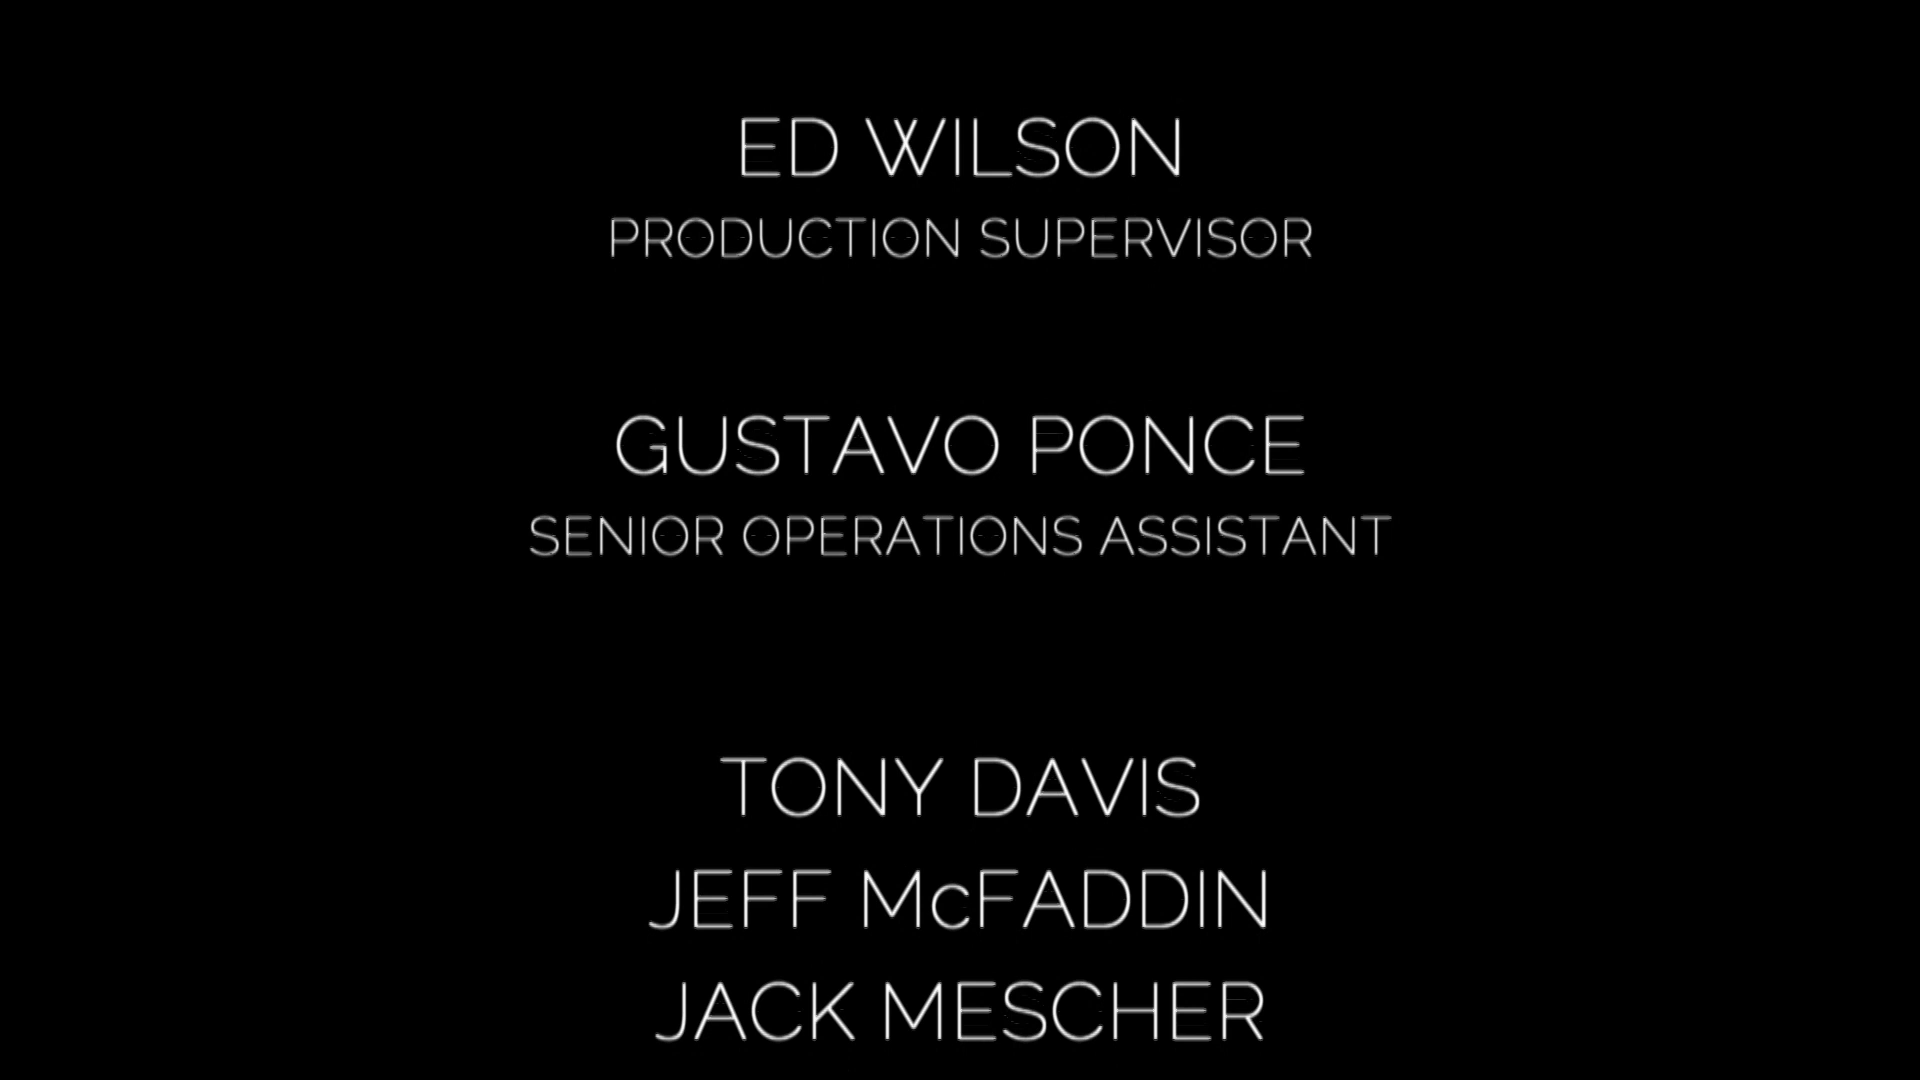 ED WILSON
PRODUCTION SUPERVISOR
GUSTAVO PONCE
SENIOR OPERATIONS ASSISTANT
TONY DAVIS
JEFF McFADDIN
JACK MESCHER